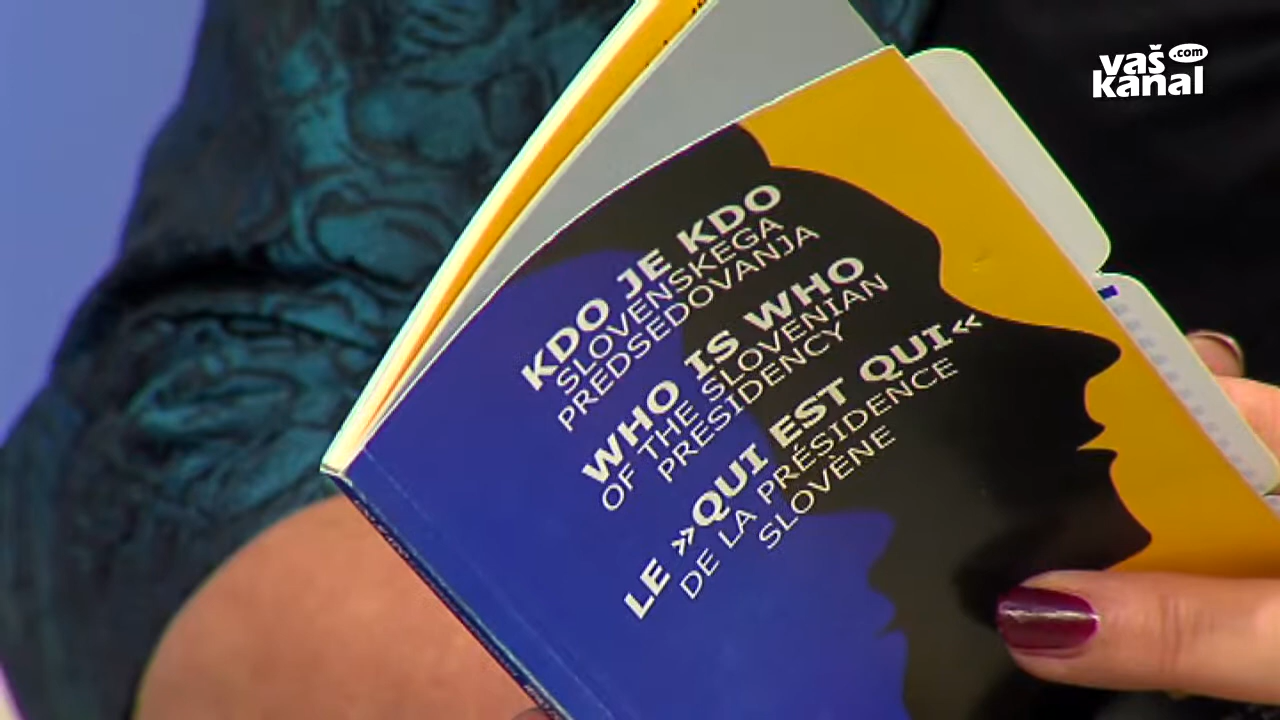 vaš .com
kanal
KDO JE KDO
SLOVENSKEGA
PREDSEDOVANJA
WHO IS WHO
OF THE SLOVENIAN
PRESIDENCY
LE »QUI EST QUI«
DE LA PRÉSIDENCE
SLOVÈNE